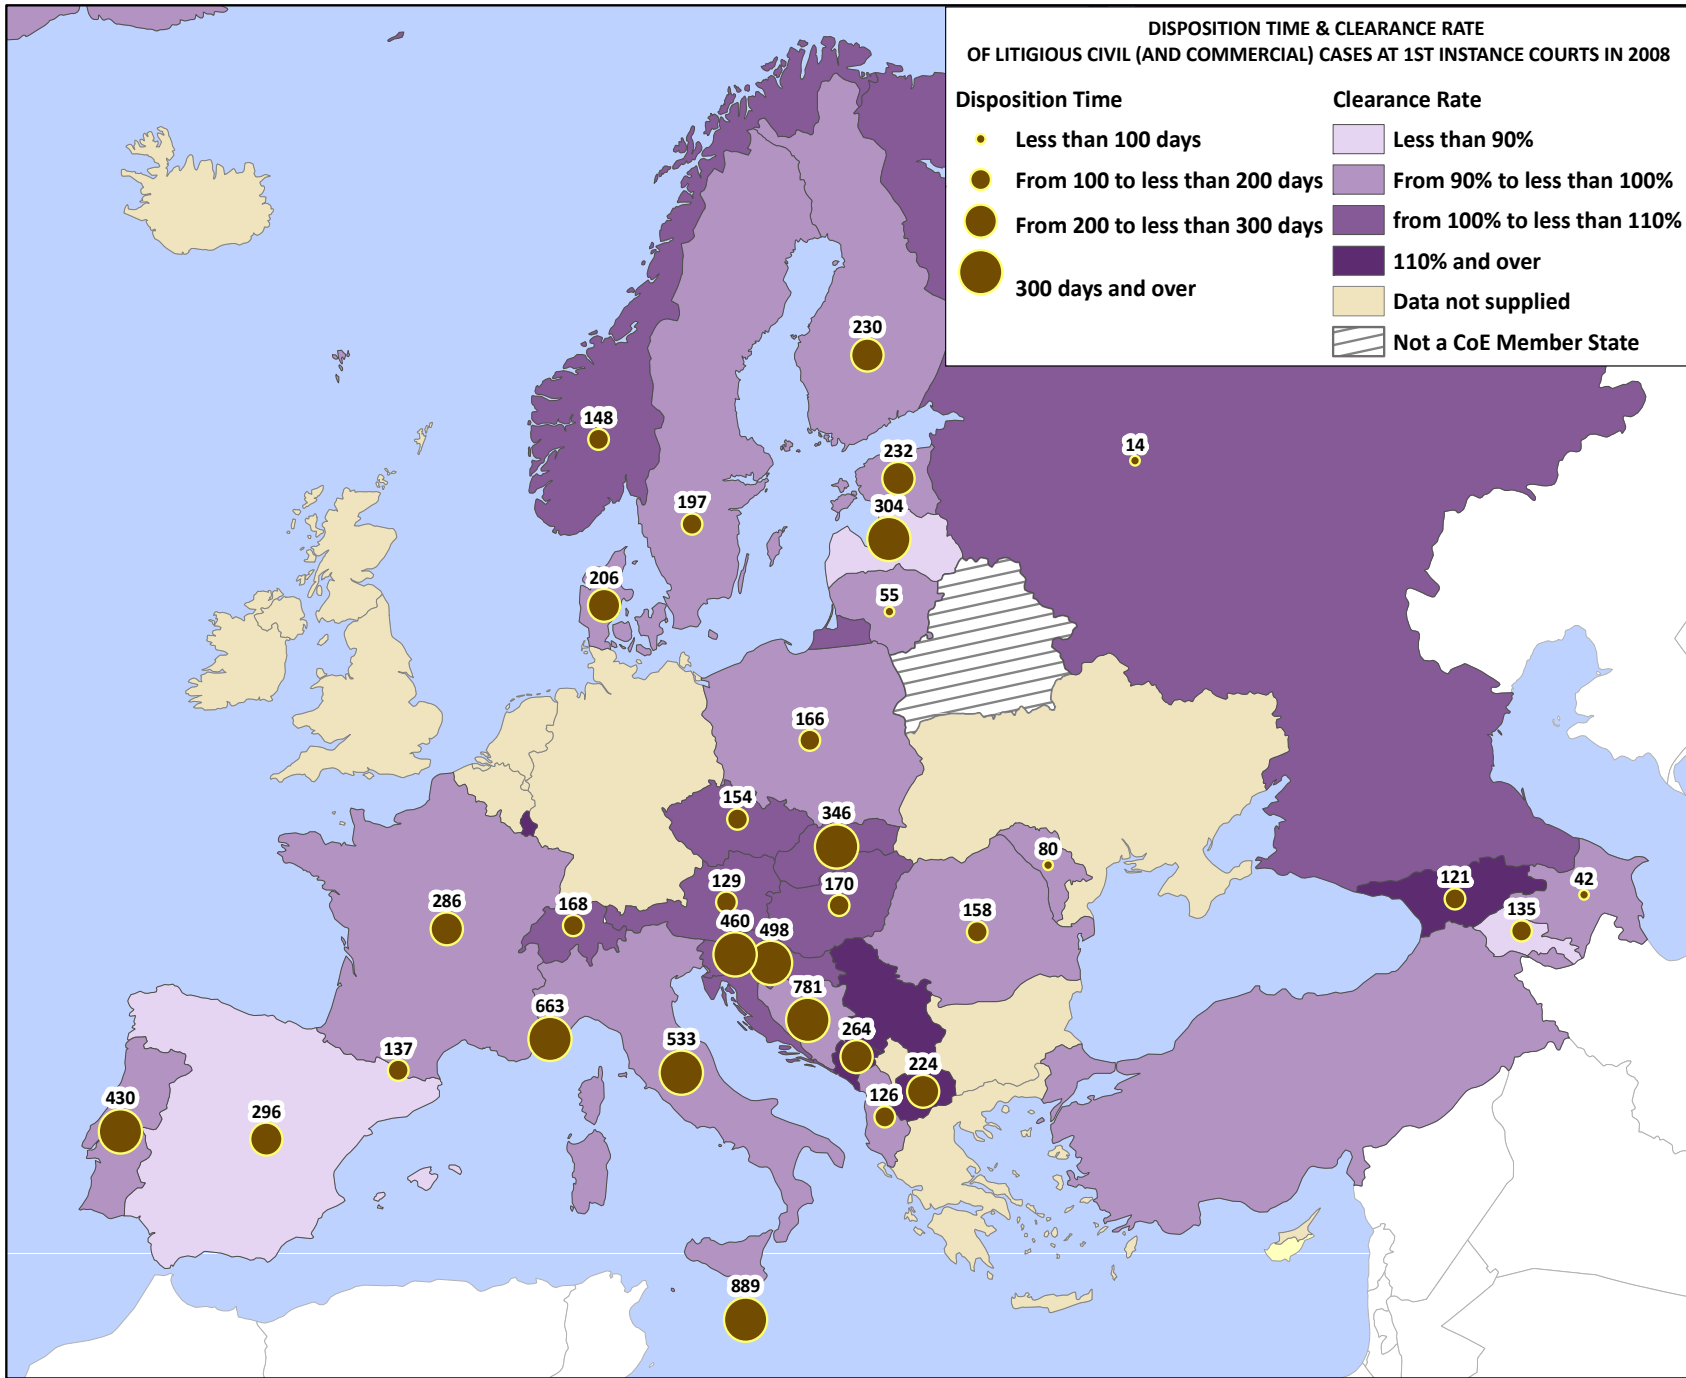 DISPOSITION TIME & CLEARANCE RATE
OF LITIGIOUS CIVIL (AND COMMERCIAL) CASES AT 1ST INSTANCE COURTS IN 2008
Disposition Time
Less than 100 days
From 100 to less than 200 days
From 200 to less than 300 days
300 days and over
Clearance Rate
Less than 90%
From 90% to less than 100%
from 100% to less than 110%
110% and over
Data not supplied
Not a CoE Member State
230
148
14
232
197
304
206
55
166
154
346
80
129
170
42
121
286
168
135
158
460
498
781
663
264
533
137
224
430
126
296
889